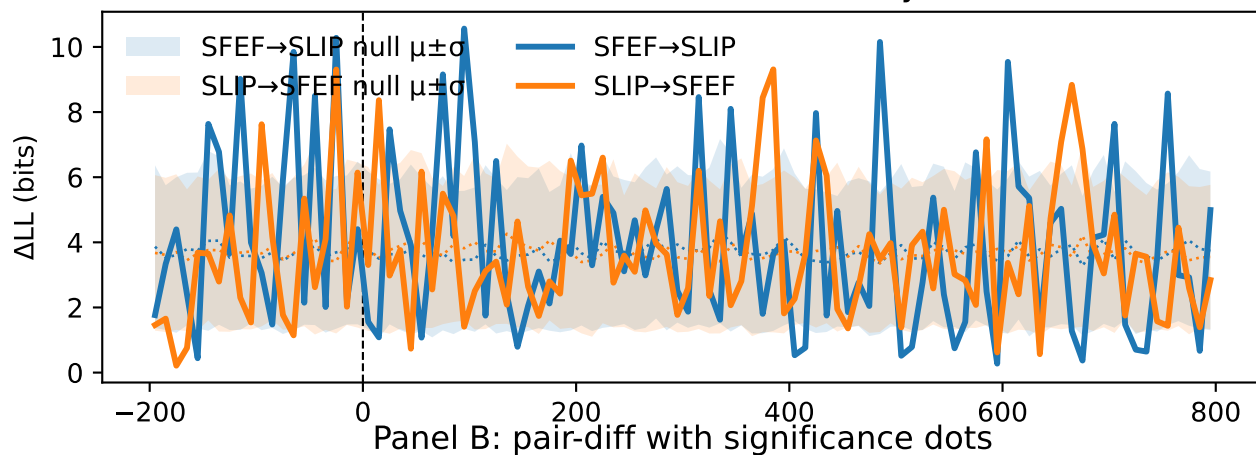 10
8
6
4
2
0
ΔLL (bits)
SFEF→SLIP null μ±σ
SLIP→SFEF null μ±σ
SFEF→SLIP
SLIP→SFEF
−200 0 200 400 600 800
Panel B: pair-diff with significance dots